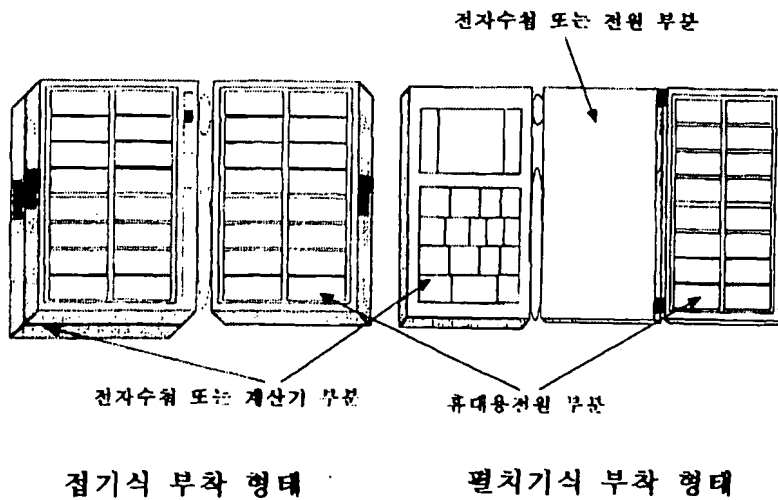 전자수첩 또는 전원 부분
전자수첩 또는 계산기 부분
휴대용전원 부분
접기식 부착 형태
펼치기식 부착 형태